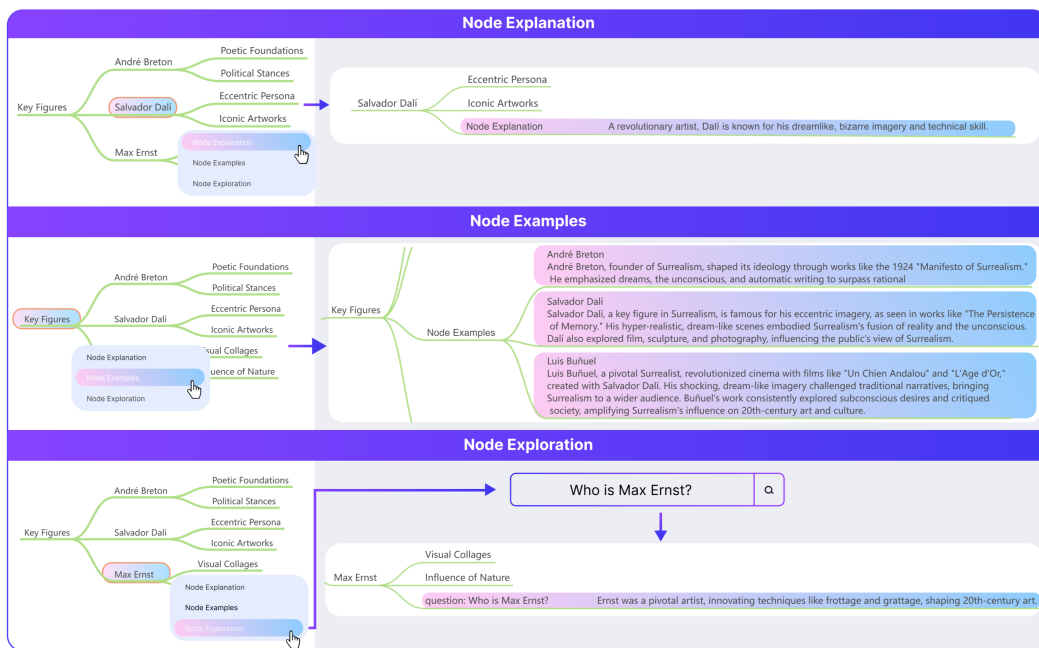 Node Explanation
Poetic Foundations
André Breton
Political Stances
Eccentric Persona
Key Figures
Salvador Dalí
Iconic Artworks
Max Ernst
Node Explanation
Node Examples
Node Exploration
Eccentric Persona
Salvador Dalí
Iconic Artworks
Node Explanation A revolutionary artist, Dalí is known for his dreamlike, bizarre imagery and technical skill.
Node Examples
Poetic Foundations
André Breton
Political Stances
Eccentric Persona
Key Figures
Salvador Dalí
Iconic Artworks
isual Collages
uence of Nature
Node Explanation
Node Examples
Node Exploration
Key Figures
Node Examples
André Breton
André Breton, founder of Surrealism, shaped its ideology through works like the 1924 "Manifesto of Surrealism."
He emphasized dreams, the unconscious, and automatic writing to surpass rational
Salvador Dalí
Salvador Dalí, a key figure in Surrealism, is famous for his eccentric imagery, as seen in works like "The Persistence
of Memory." His hyper-realistic, dream-like scenes embodied Surrealism's fusion of reality and the unconscious.
Dalí also explored film, sculpture, and photography, influencing the public's view of Surrealism.
Luis Buñuel
Luis Buñuel, a pivotal Surrealist, revolutionized cinema with films like "Un Chien Andalou" and "L'Age d'Or,"
created with Salvador Dalí. His shocking, dream-like imagery challenged traditional narratives, bringing
Surrealism to a wider audience. Buñuel's work consistently explored subconscious desires and critiqued
society, amplifying Surrealism's influence on 20th-century art and culture.
Node Exploration
Poetic Foundations
André Breton
Political Stances
Eccentric Persona
Key Figures
Salvador Dalí
Iconic Artworks
Visual Collages
Max Ernst
Node Explanation
Node Examples
Node Exploration
Who is Max Ernst?
Visual Collages
Max Ernst
Influence of Nature
question: Who is Max Ernst? Ernst was a pivotal artist, innovating techniques like frottage and grattage, shaping 20th-century art.